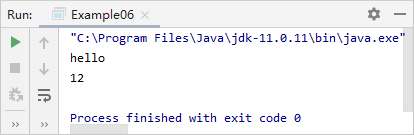 Run: Example06
"C:\Program Files\Java\jdk-11.0.11\bin\java.exe"
hello
12
Process finished with exit code 0